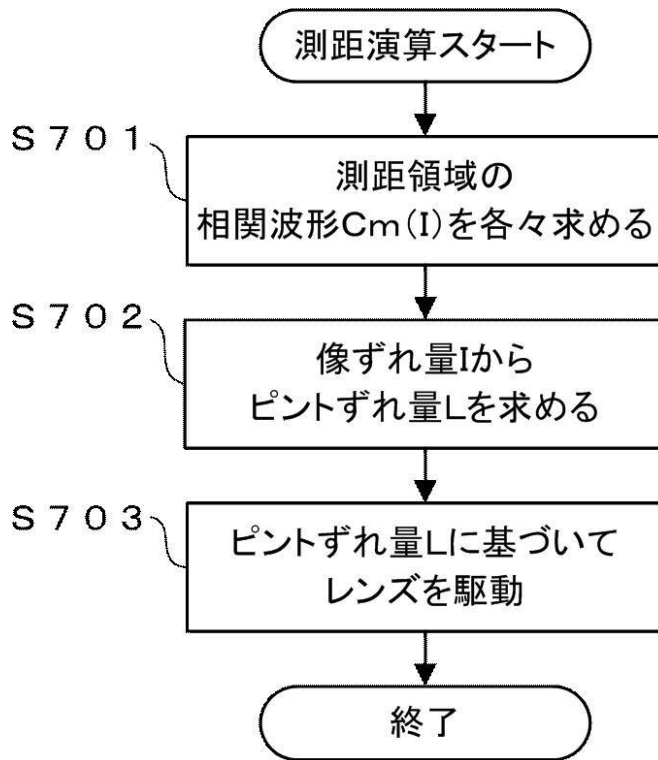 測距演算スタート
S701
測距領域の
相関波形Cm(I)を各々求める
S702
像ずれ量Iから
ピントずれ量Lを求める
S703
ピントずれ量Lに基づいて
レンズを駆動
終了